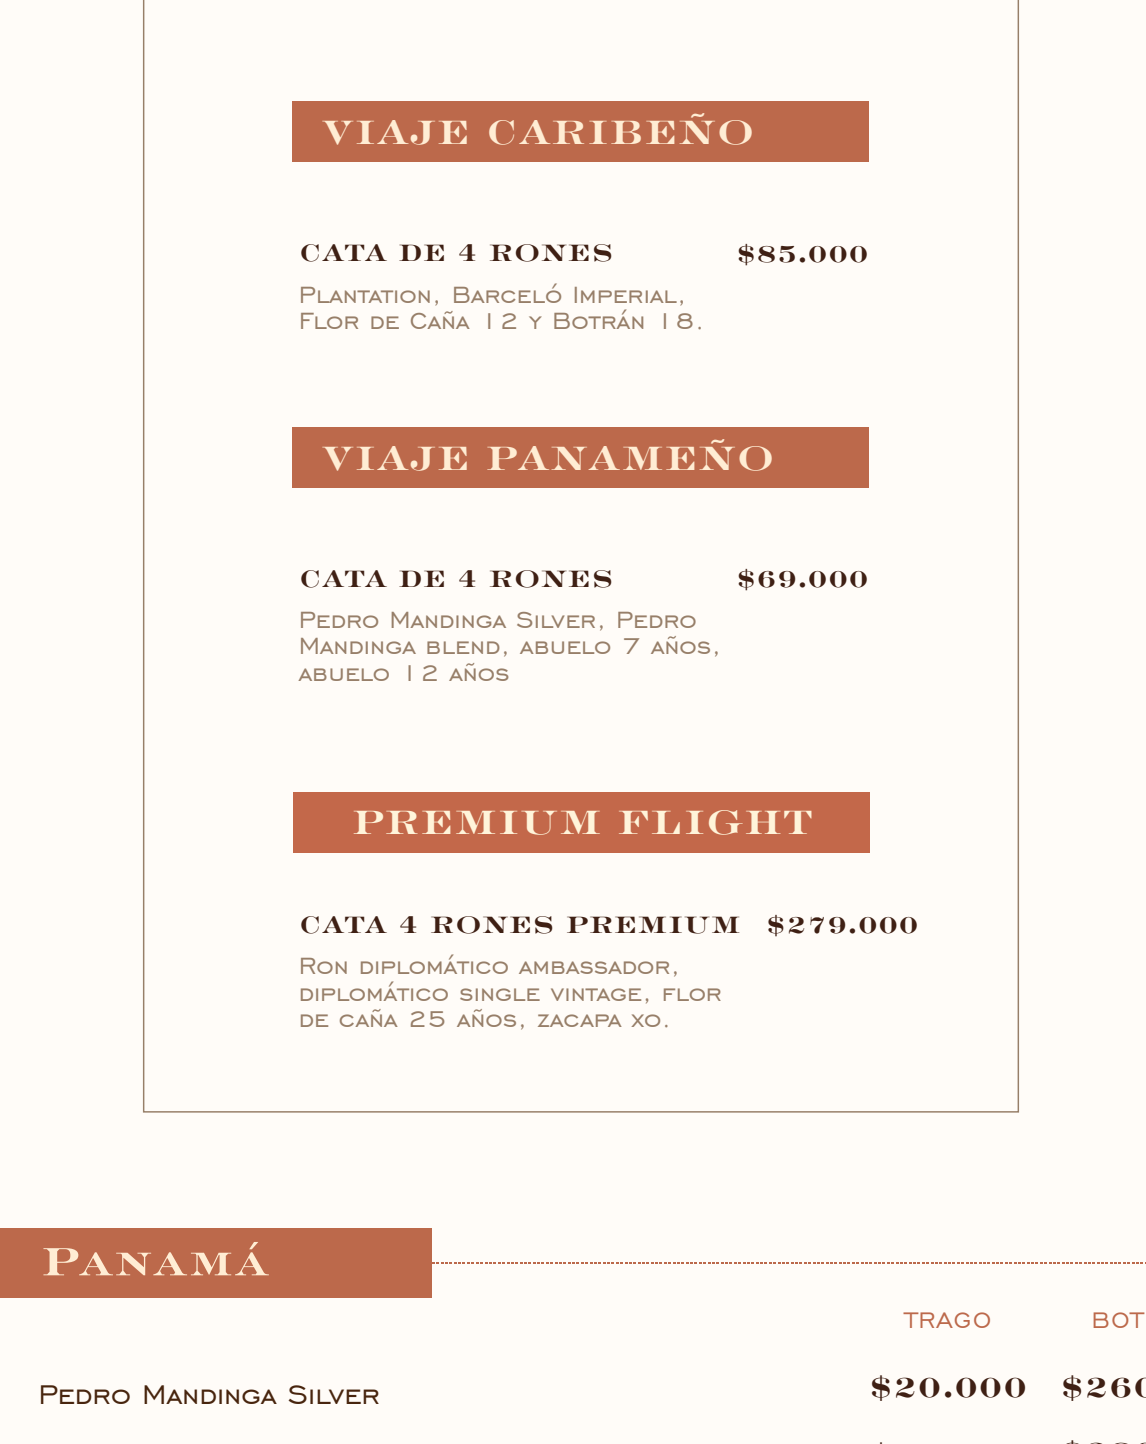 VIAJE CARIBEÑO
CATA DE 4 RONES $85.000
PLANTATION, BARCELÓ IMPERIAL,
FLOR DE CAÑA 12 Y BOTRÁN 18.
VIAJE PANAMEÑO
CATA DE 4 RONES $69.000
PEDRO MANDINGA SILVER, PEDRO
MANDINGA BLEND, ABUELO 7 AÑOS,
ABUELO 12 AÑOS
PREMIUM FLIGHT
CATA 4 RONES PREMIUM $279.000
RON DIPLOMÁTICO AMBASSADOR,
DIPLOMÁTICO SINGLE VINTAGE, FLOR
DE CAÑA 25 AÑOS, ZACAPA XO.
PANAMÁ
TRAGO BOT
PEDRO MANDINGA SILVER $20.000 $260